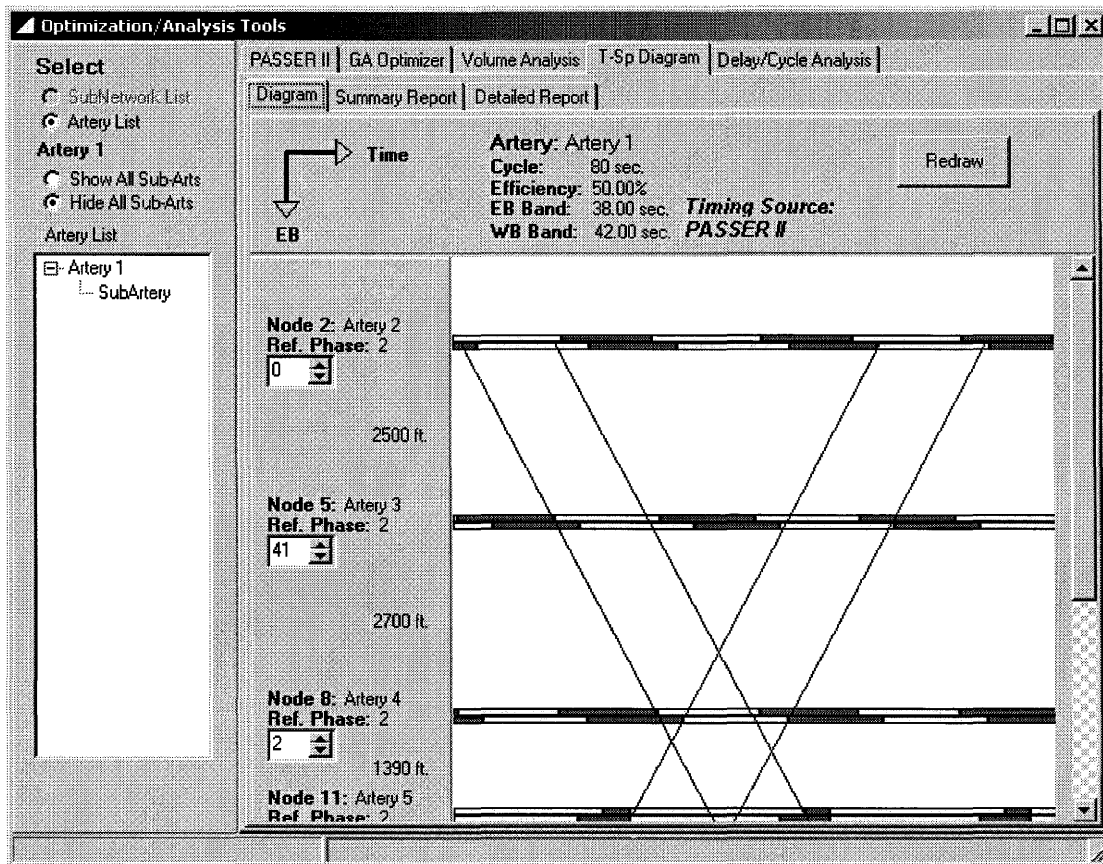 Optimization/Analysis Tools
Select
SubNetwork List
Artery List
Artery 1
Show All Sub-Arts
Hide All Sub-Arts
Artery List
Artery 1
SubArtery
PASSER II GA Optimizer Volume Analysis T-Sp Diagram Delay/Cycle Analysis
Diagram Summary Report Detailed Report
Time
EB
Artery: Artery 1
Cycle: 80 sec.
Efficiency: 50.00%
EB Band: 38.00 sec. Timing Source:
WB Band: 42.00 sec. PASSER II
Redraw
Node 2: Artery 2
Ref. Phase: 2
0
2500 ft.
Node 5: Artery 3
Ref. Phase: 2
41
2700 ft.
Node 8: Artery 4
Ref. Phase: 2
2
1390 ft.
Node 11: Artery 5
Ref. Phase: 2